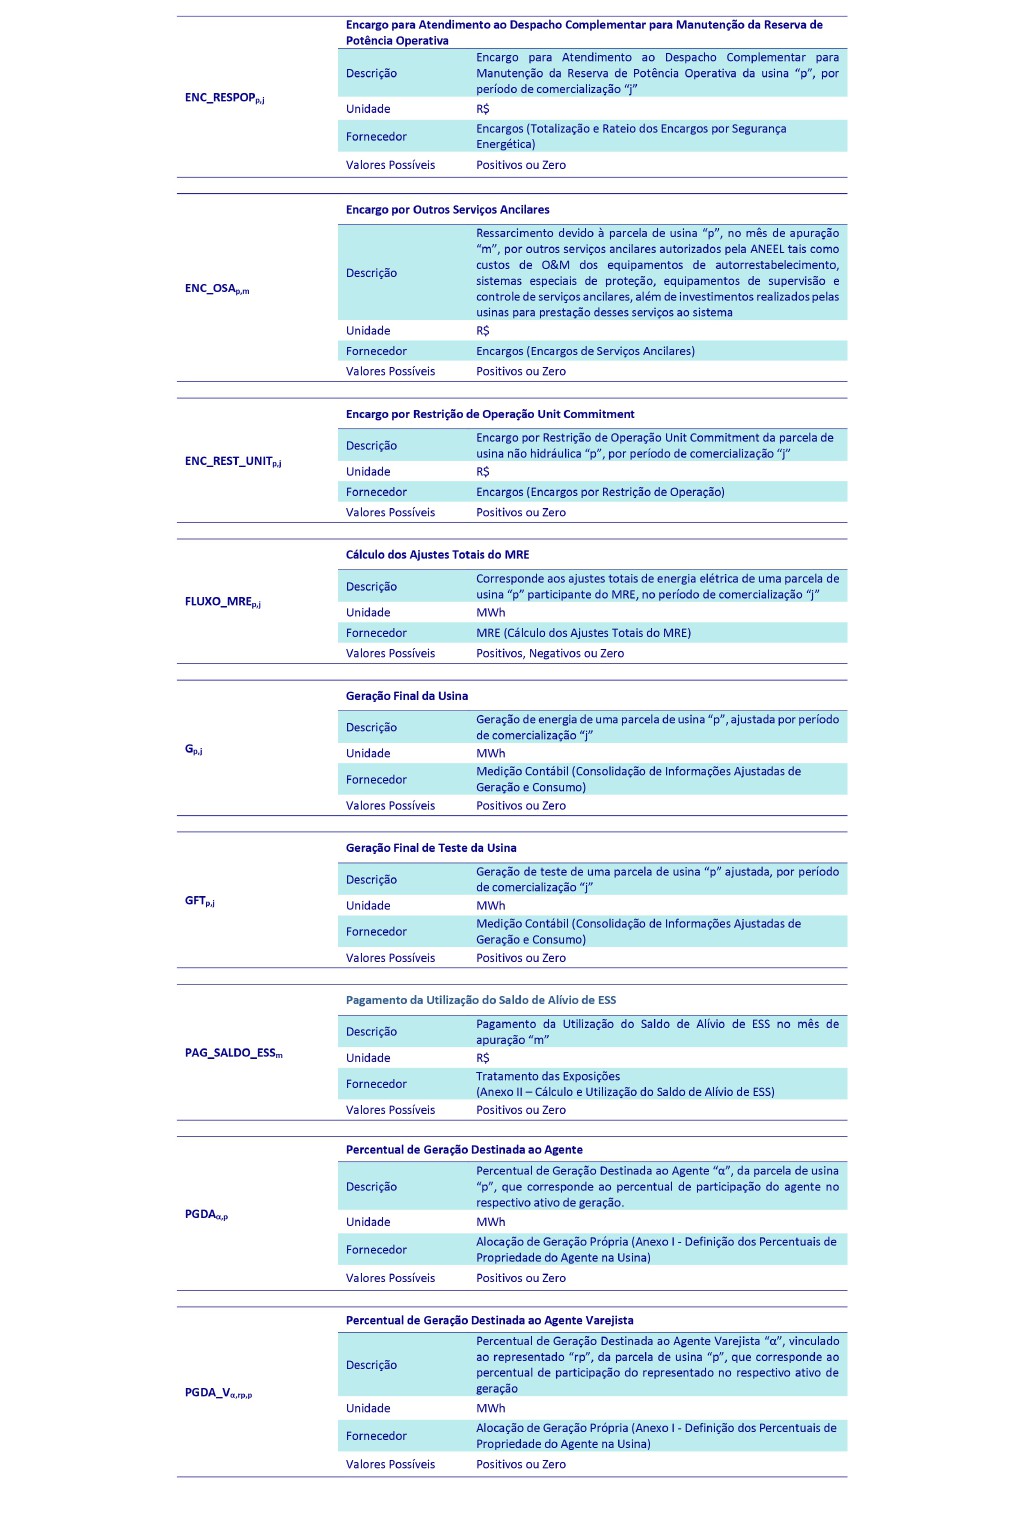 Encargo para Atendimento ao Despacho Complementar para Manutenção da Reserva de
Potência Operativa
ENC_RESPOPp,j
Descrição
Encargo para Atendimento ao Despacho Complementar para
Manutenção da Reserva de Potência Operativa da usina “p”, por
período de comercialização “j”
Unidade R$
Fornecedor
Encargos (Totalização e Rateio dos Encargos por Segurança
Energética)
Valores Possíveis Positivos ou Zero
Encargo por Outros Serviços Ancilares
ENC_OSAp,m
Descrição
Ressarcimento devido à parcela de usina “p”, no mês de apuração
“m”, por outros serviços ancilares autorizados pela ANEEL tais como
custos de O&M dos equipamentos de autorrestabelecimento,
sistemas especiais de proteção, equipamentos de supervisão e
controle de serviços ancilares, além de investimentos realizados pelas
usinas para prestação desses serviços ao sistema
Unidade R$
Fornecedor Encargos (Encargos de Serviços Ancilares)
Valores Possíveis Positivos ou Zero
Encargo por Restrição de Operação Unit Commitment
ENC_REST_UNITp,j
Descrição
Encargo por Restrição de Operação Unit Commitment da parcela de
usina não hidráulica “p”, por período de comercialização “j”
Unidade R$
Fornecedor Encargos (Encargos por Restrição de Operação)
Valores Possíveis Positivos ou Zero
Cálculo dos Ajustes Totais do MRE
FLUXO_MREp,j
Descrição
Corresponde aos ajustes totais de energia elétrica de uma parcela de
usina “p” participante do MRE, no período de comercialização “j”
Unidade MWh
Fornecedor MRE (Cálculo dos Ajustes Totais do MRE)
Valores Possíveis Positivos, Negativos ou Zero
Geração Final da Usina
Gp,j
Descrição
Geração de energia de uma parcela de usina “p”, ajustada por período
de comercialização “j”
Unidade MWh
Fornecedor
Medição Contábil (Consolidação de Informações Ajustadas de
Geração e Consumo)
Valores Possíveis Positivos ou Zero
Geração Final de Teste da Usina
GFTp,j
Descrição
Geração de teste de uma parcela de usina “p” ajustada, por período
de comercialização “j”
Unidade MWh
Fornecedor
Medição Contábil (Consolidação de Informações Ajustadas de
Geração e Consumo)
Valores Possíveis Positivos ou Zero
Pagamento da Utilização do Saldo de Alívio de ESS
PAG_SALDO_ESSm
Descrição
Pagamento da Utilização do Saldo de Alívio de ESS no mês de
apuração “m”
Unidade R$
Fornecedor
Tratamento das Exposições
(Anexo II – Cálculo e Utilização do Saldo de Alívio de ESS)
Valores Possíveis Positivos ou Zero
Percentual de Geração Destinada ao Agente
PGDAα,p
Descrição
Percentual de Geração Destinada ao Agente “α”, da parcela de usina
“p”, que corresponde ao percentual de participação do agente no
respectivo ativo de geração.
Unidade MWh
Fornecedor
Alocação de Geração Própria (Anexo I - Definição dos Percentuais de
Propriedade do Agente na Usina)
Valores Possíveis Positivos ou Zero
Percentual de Geração Destinada ao Agente Varejista
PGDA_Vα,rp,p
Descrição
Percentual de Geração Destinada ao Agente Varejista “α”, vinculado
ao representado “rp”, da parcela de usina “p”, que corresponde ao
percentual de participação do representado no respectivo ativo de
geração
Unidade MWh
Fornecedor
Alocação de Geração Própria (Anexo I - Definição dos Percentuais de
Propriedade do Agente na Usina)
Valores Possíveis Positivos ou Zero